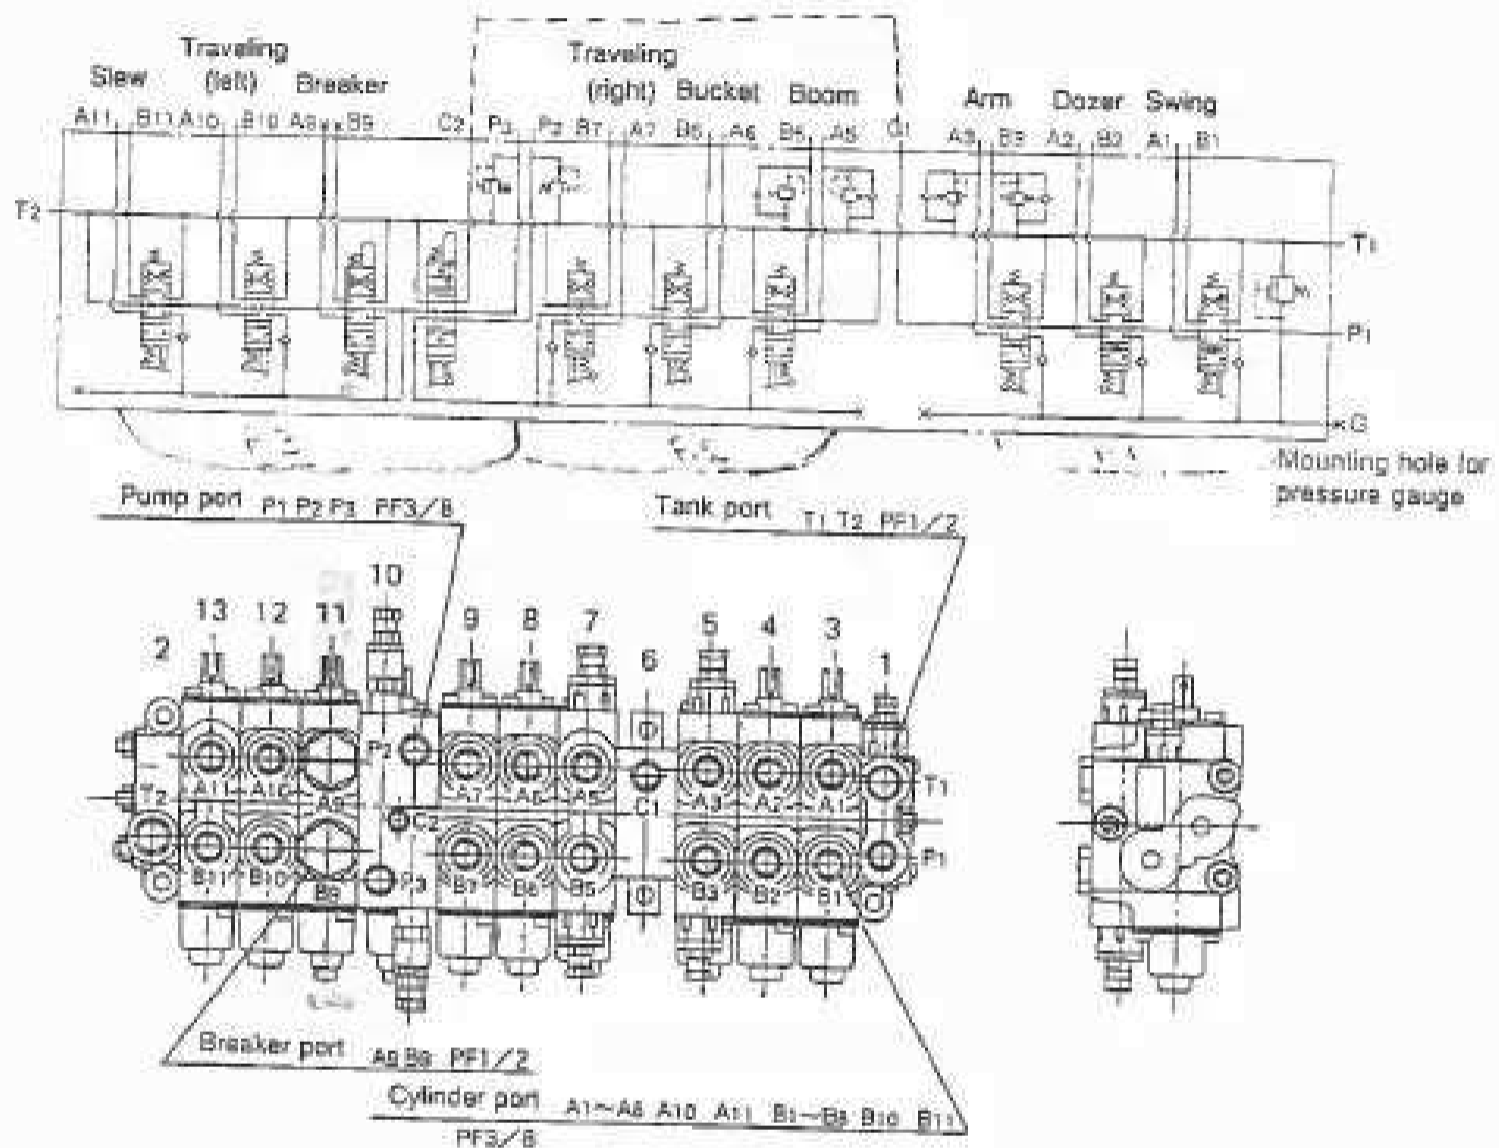 Traveling
(left)
Slew
Breaker
Traveling
(right)
Bucket
Boom
Arm
Dozer
Swing
A11 B11 A10 B10 A9 B9 C2 P3 P2 B7 A7 B6 A6 B5 A5 C1 A3 B3 A2 B2 A1 B1
T2
T1
P1
G
Mounting hole for
pressure gauge
Pump port P1 P2 P3 PF3/8
Tank port T1 T2 PF1/2
2 13 12 11 10 9 8 7 6 5 4 3 1
P2
T2 A11 A10 A9 A7 A6 A5 C1 A3 A2 A1 T1
C2
P1
B11 B10 B9 P3 B7 B6 B5 B3 B2 B1
Breaker port A9 B9 PF1/2
Cylinder port A1~A8 A10 A11 B1~B8 B10 B11
PF3/8